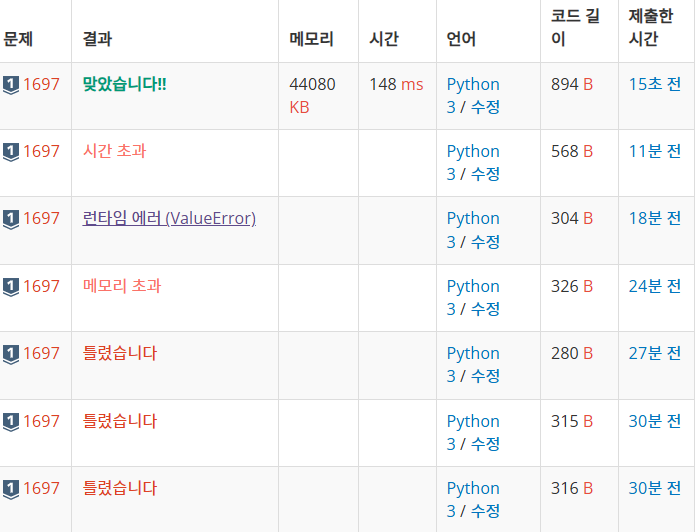 문제 결과 메모리 시간 언어 코드 길이 제출한 시간
1 1697 맞았습니다!! 44080 KB 148 ms Python 3 / 수정 894 B 15초 전
1 1697 시간 초과 Python 3 / 수정 568 B 11분 전
1 1697 런타임 에러 (ValueError) Python 3 / 수정 304 B 18분 전
1 1697 메모리 초과 Python 3 / 수정 326 B 24분 전
1 1697 틀렸습니다 Python 3 / 수정 280 B 27분 전
1 1697 틀렸습니다 Python 3 / 수정 315 B 30분 전
1 1697 틀렸습니다 Python 3 / 수정 316 B 30분 전